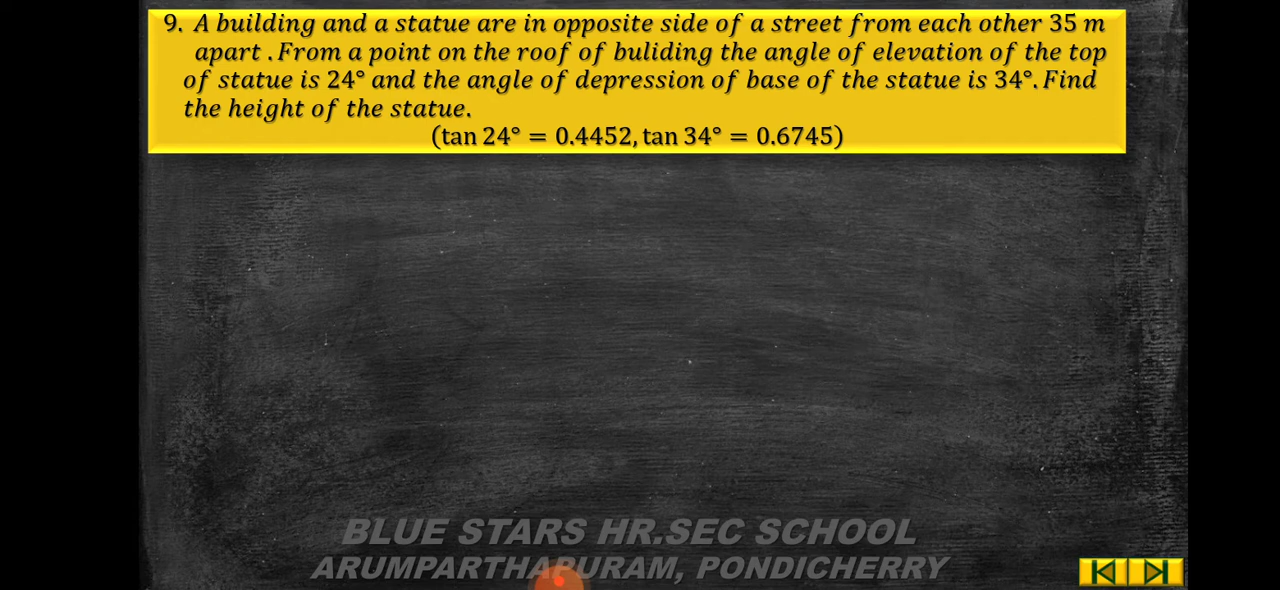 9. A building and a statue are in opposite side of a street from each other 35 m
apart . From a point on the roof of buliding the angle of elevation of the top
of statue is 24° and the angle of depression of base of the statue is 34°. Find
the height of the statue.
(tan 24° = 0.4452, tan 34° = 0.6745)
BLUE STARS HR.SEC SCHOOL
ARUMPARTHAPURAM, PONDICHERRY